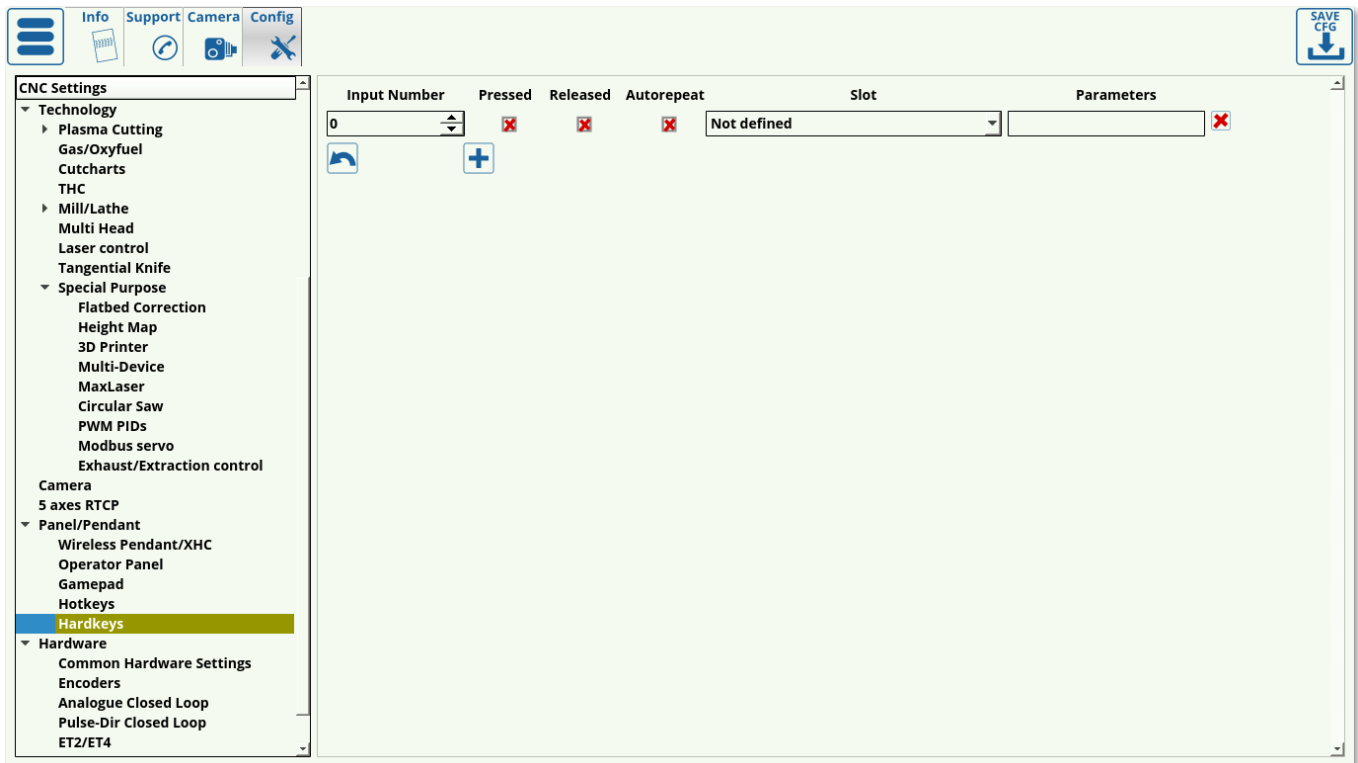 Info Support Camera Config
SAVE
CFG
CNC Settings
Technology
Plasma Cutting
Gas/Oxyfuel
Cutcharts
THC
Mill/Lathe
Multi Head
Laser control
Tangential Knife
Special Purpose
Flatbed Correction
Height Map
3D Printer
Multi-Device
MaxLaser
Circular Saw
PWM PIDs
Modbus servo
Exhaust/Extraction control
Camera
5 axes RTCP
Panel/Pendant
Wireless Pendant/XHC
Operator Panel
Gamepad
Hotkeys
Hardkeys
Hardware
Common Hardware Settings
Encoders
Analogue Closed Loop
Pulse-Dir Closed Loop
ET2/ET4
Input Number Pressed Released Autorepeat Slot Parameters
0 Not defined